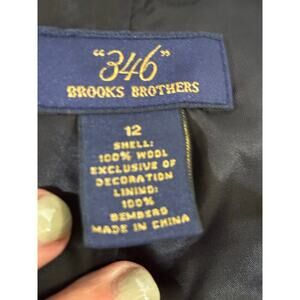 "346"
BROOKS BROTHERS
12
SHELL:
100% WOOL
EXCLUSIVE OF
DECORATION
LINING:
100%
BEMBERG
MADE IN CHINA